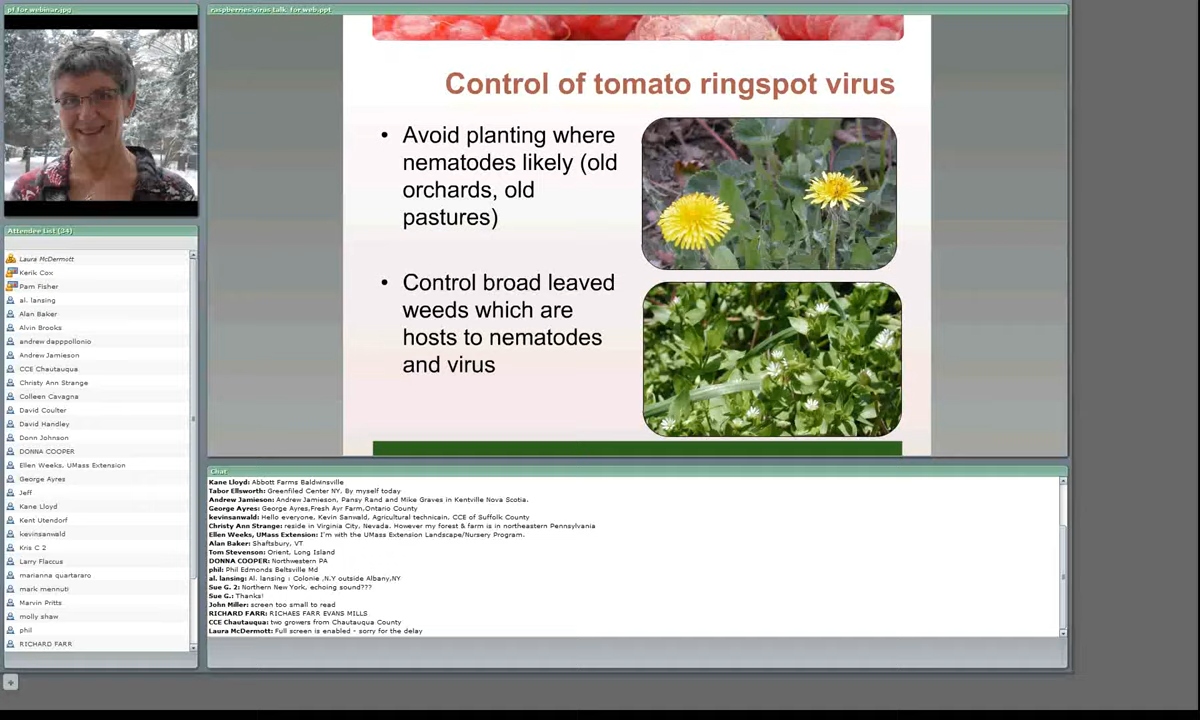 pf for webinar.jpg
raspberries virus talk_for web.ppt
Control of tomato ringspot virus
• Avoid planting where
nematodes likely (old
orchards, old
pastures)
• Control broad leaved
weeds which are
hosts to nematodes
and virus
Attendee List (34)
Laura McDermott
Kerik Cox
Pam Fisher
al. lansing
Alan Baker
Alvin Brooks
andrew dapppollonio
Andrew Jamieson
CCE Chautauqua
Christy Ann Strange
Colleen Cavagna
David Coulter
David Handley
Donn Johnson
DONNA COOPER
Ellen Weeks, UMass Extension
George Ayres
Jeff
Kane Lloyd
Kent Utendorf
kevinsanwald
Kris C 2
Larry Flaccus
marianna quartararo
mark mennuti
Marvin Pritts
molly shaw
phil
RICHARD FARR
Chat
Kane Lloyd: Abbott Farms Baldwinsville
Tabor Ellsworth: Greenfiled Center NY, By myself today
Andrew Jamieson: Andrew Jamieson, Pansy Rand and Mike Graves in Kentville Nova Scotia.
George Ayres: George Ayres,Fresh Ayr Farm,Ontario County
kevinsanwald: Hello everyone, Kevin Sanwald, Agricultural technicain, CCE of Suffolk County
Christy Ann Strange: reside in Virginia City, Nevada. However my forest & farm is in northeastern Pennsylvania
Ellen Weeks, UMass Extension: I'm with the UMass Extension Landscape/Nursery Program.
Alan Baker: Shaftsbury, VT
Tom Stevenson: Orient, Long Island
DONNA COOPER: Northwestern PA
phil: Phil Edmonds Beltsville Md
al. lansing: Al. lansing : Colonie ,N.Y outside Albany,NY
Sue G. 2: Northern New York, echoing sound???
Sue G.: Thanks!
John Miller: screen too small to read
RICHARD FARR: RICHAES FARR EVANS MILLS
CCE Chautauqua: two growers from Chautauqua County
Laura McDermott: Full screen is enabled - sorry for the delay